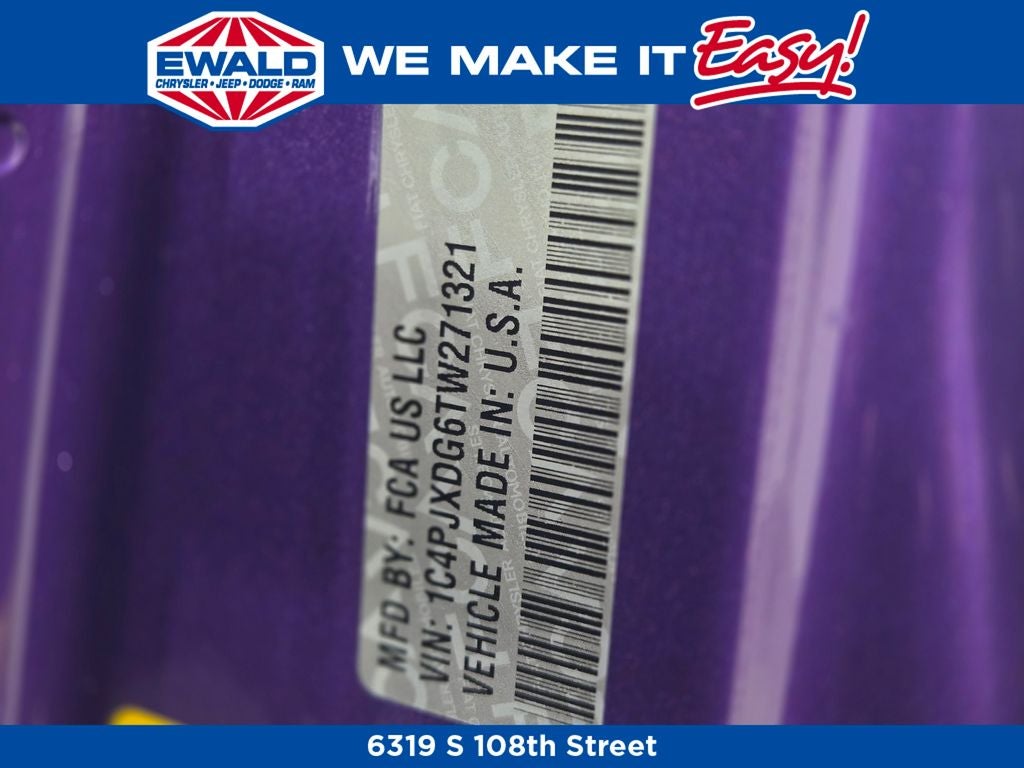 EWALD
CHRYSLER • JEEP • DODGE • RAM
WE MAKE IT Easy!
MFD BY: FCA US LLC
VIN: 1C4PJXDG6TW271321
VEHICLE MADE IN: U.S.A.
6319 S 108th Street